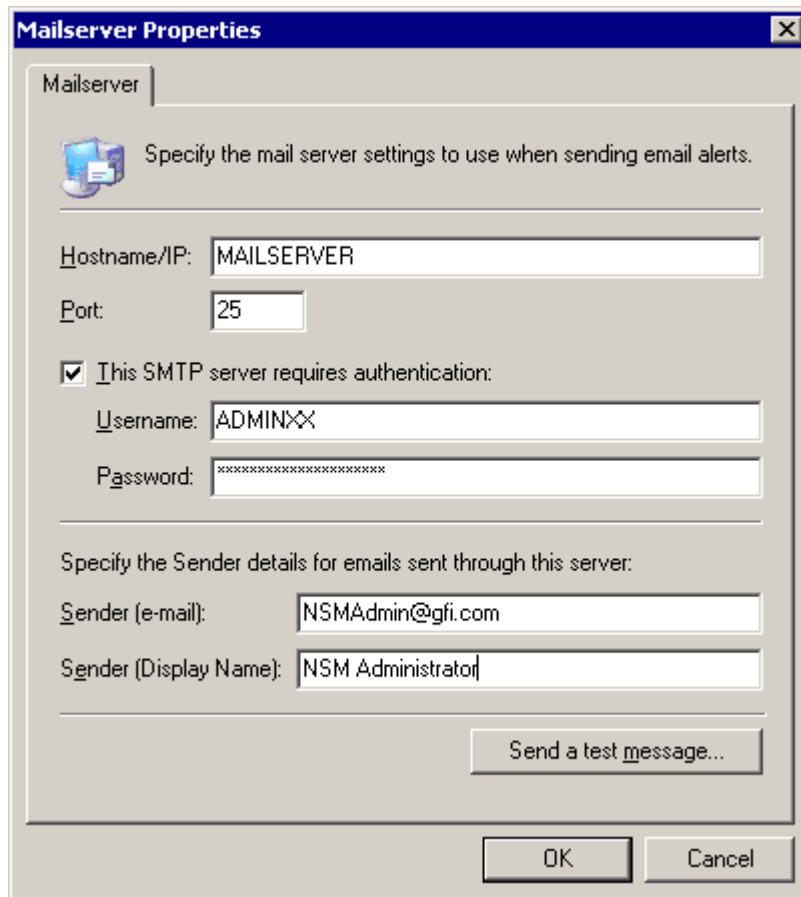 Mailserver Properties
Mailserver
Specify the mail server settings to use when sending email alerts.
Hostname/IP: MAILSERVER
Port: 25
This SMTP server requires authentication:
Username: ADMINXX
Password: *********************
Specify the Sender details for emails sent through this server:
Sender (e-mail): NSMAdmin@gfi.com
Sender (Display Name): NSM Administrator
Send a test message...
OK Cancel